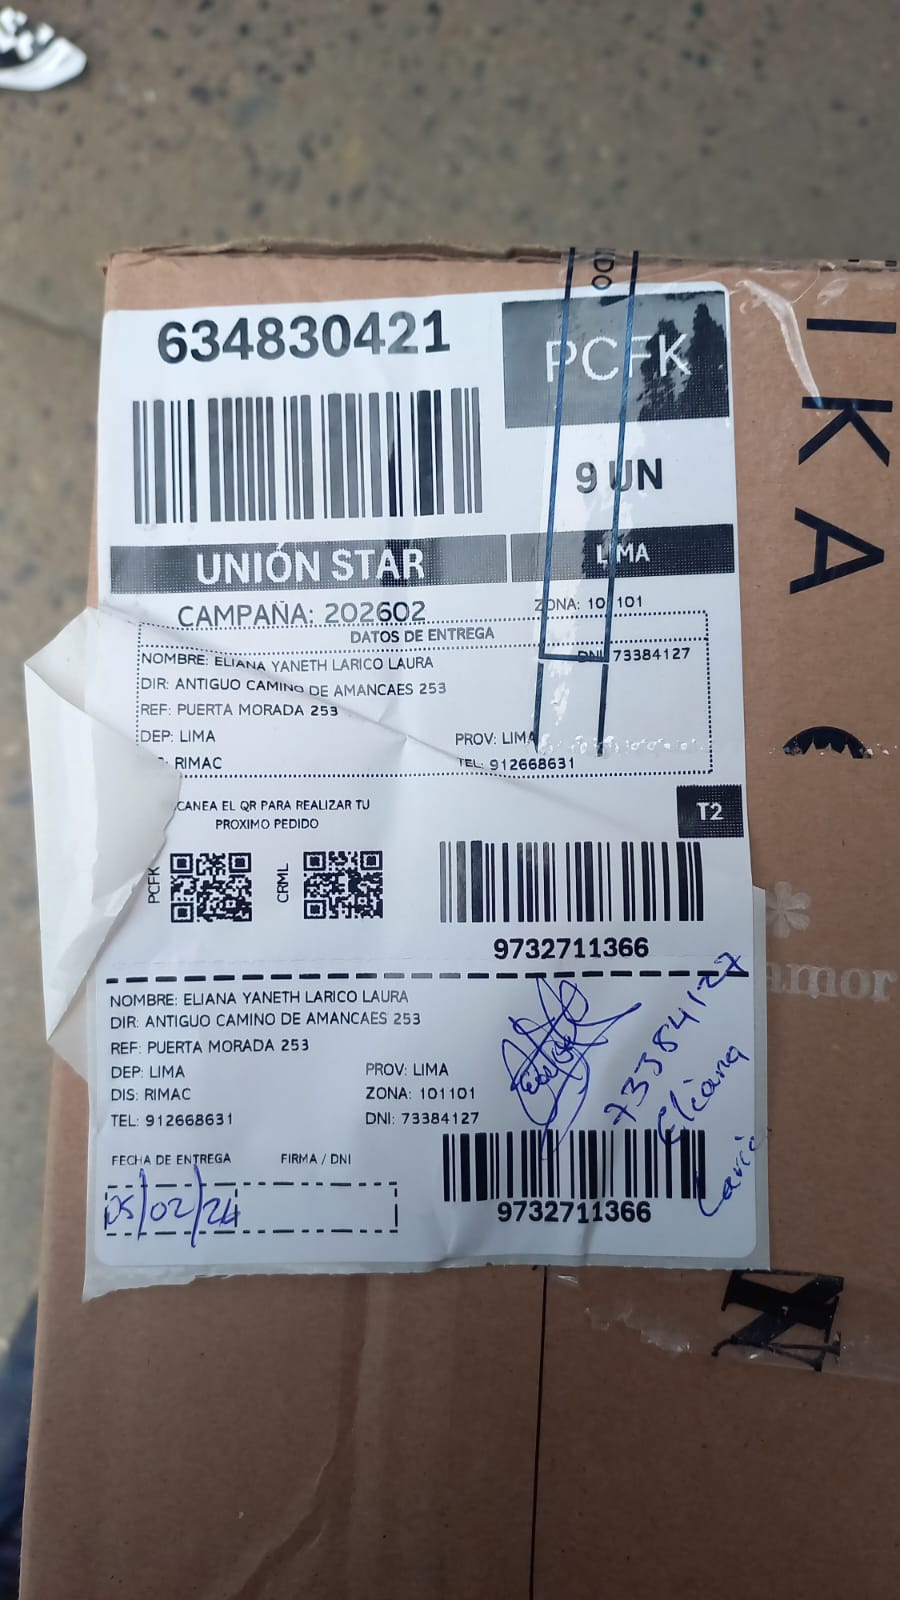 634830421
PCFK
9 UN
UNIÓN STAR
LIMA
CAMPAÑA: 202602
ZONA: 101101
DATOS DE ENTREGA
NOMBRE: ELIANA YANETH LARICO LAURA
DNI: 73384127
DIR: ANTIGUO CAMINO DE AMANCAES 253
REF: PUERTA MORADA 253
DEP: LIMA
PROV: LIMA
RIMAC
TEL: 912668631
CANEA EL QR PARA REALIZAR TU
PROXIMO PEDIDO
T2
PCFK
CRML
9732711366
NOMBRE: ELIANA YANETH LARICO LAURA
DIR: ANTIGUO CAMINO DE AMANCAES 253
REF: PUERTA MORADA 253
DEP: LIMA
PROV: LIMA
DIS: RIMAC
ZONA: 101101
TEL: 912668631
DNI: 73384127
73384127
Eliana
FECHA DE ENTREGA
FIRMA / DNI
05/02/26
9732711366
IKA
amor